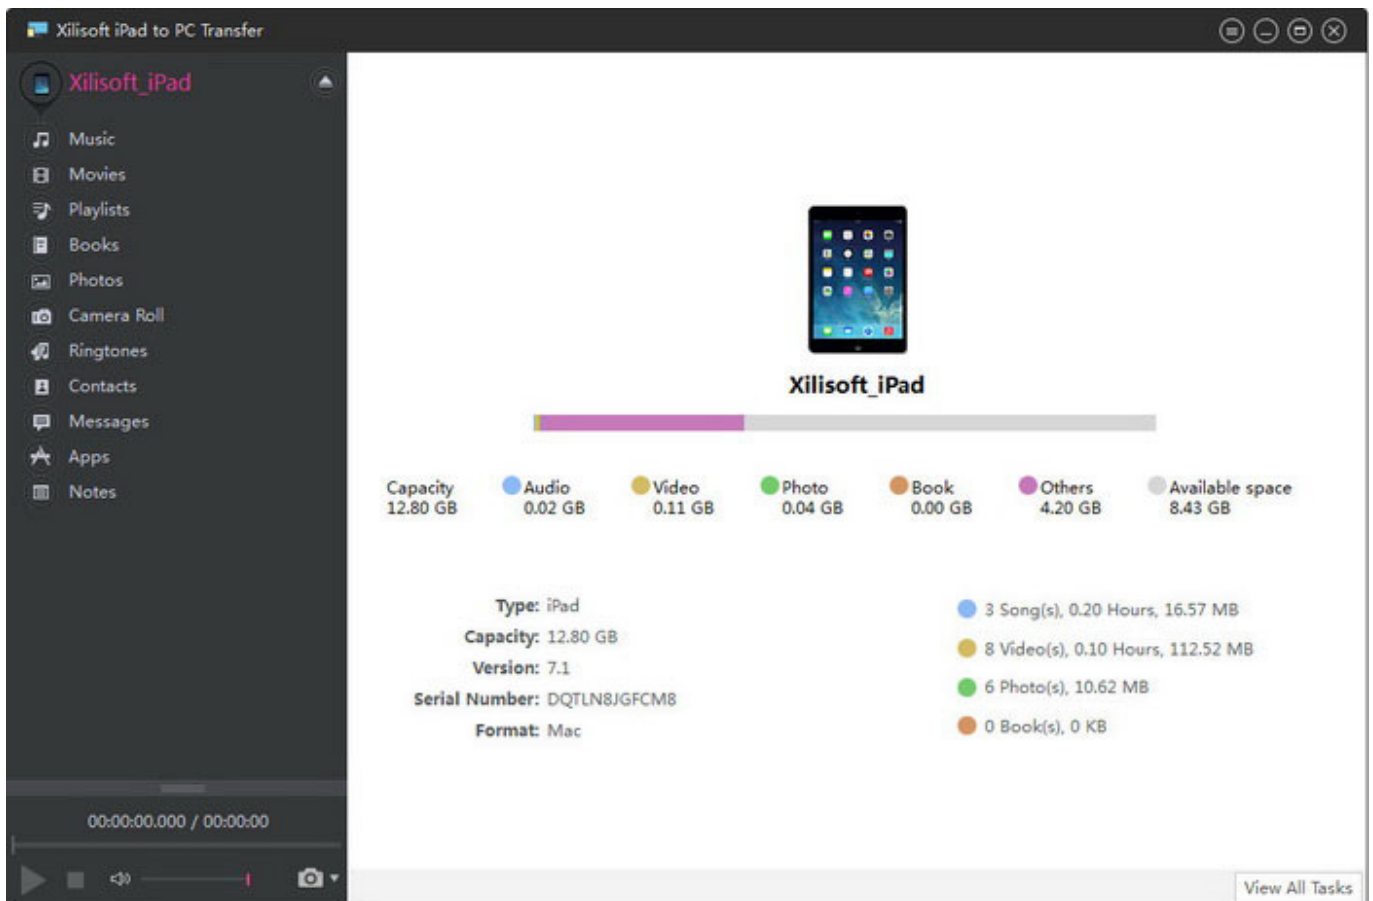 Xilisoft iPad to PC Transfer
Xilisoft_iPad
Music
Movies
Playlists
Books
Photos
Camera Roll
Ringtones
Contacts
Messages
Apps
Notes
00:00:00.000 / 00:00:00
Xilisoft_iPad
Capacity Audio Video Photo Book Others Available space
12.80 GB 0.02 GB 0.11 GB 0.04 GB 0.00 GB 4.20 GB 8.43 GB
Type: iPad
Capacity: 12.80 GB
Version: 7.1
Serial Number: DQTLN8JGFCM8
Format: Mac
3 Song(s), 0.20 Hours, 16.57 MB
8 Video(s), 0.10 Hours, 112.52 MB
6 Photo(s), 10.62 MB
0 Book(s), 0 KB
View All Tasks